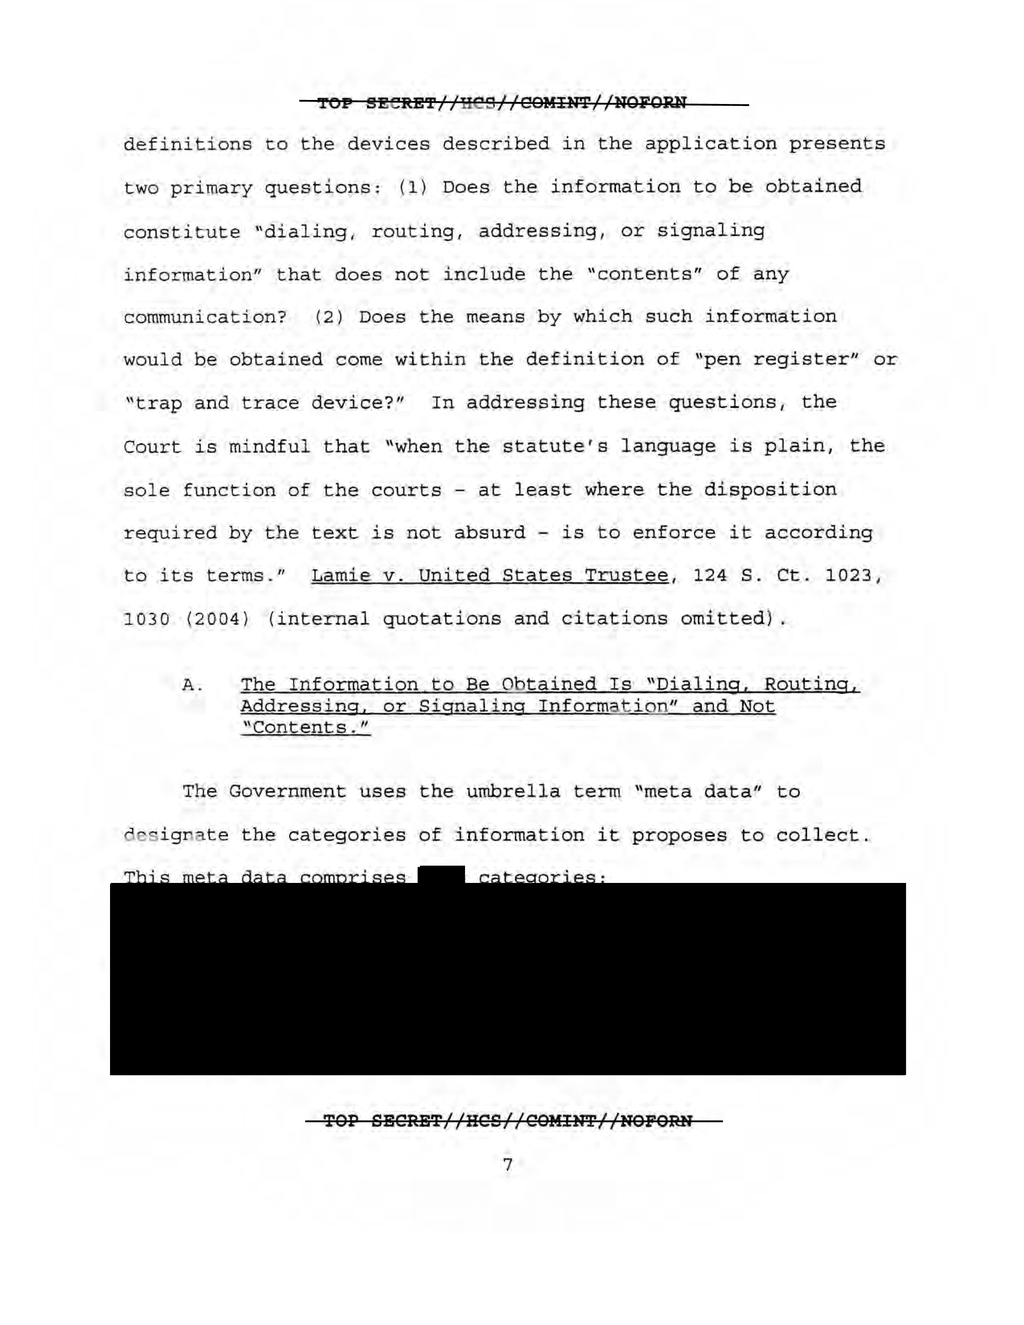 TOP SECRET//HCS//COMINT//NOFORN
definitions to the devices described in the application presents
two primary questions: (1) Does the information to be obtained
constitute "dialing, routing, addressing, or signaling
information" that does not include the "contents" of any
communication? (2) Does the means by which such information
would be obtained come within the definition of "pen register" or
"trap and trace device?" In addressing these questions, the
Court is mindful that "when the statute's language is plain, the
sole function of the courts - at least where the disposition
required by the text is not absurd - is to enforce it according
to its terms." Lamie v. United States Trustee, 124 S. Ct. 1023,
1030 (2004) (internal quotations and citations omitted).
A. The Information to Be Obtained Is "Dialing, Routing,
Addressing, or Signaling Information" and Not
"Contents."
The Government uses the umbrella term "meta data" to
designate the categories of information it proposes to collect.
This meta data comprises categories:
TOP SECRET//HCS//COMINT//NOFORN
7